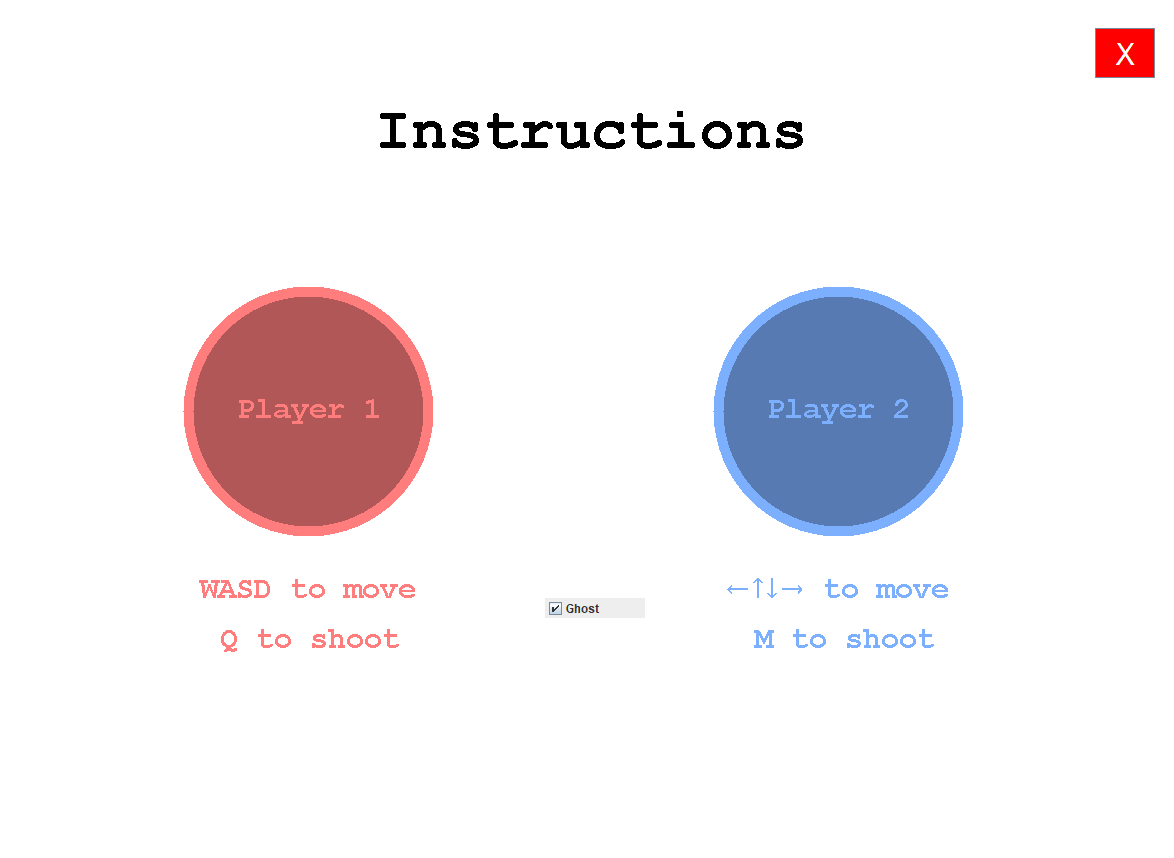 X
Instructions
Player 1
Player 2
WASD to move
Q to shoot
Ghost
←↑↓→ to move
M to shoot